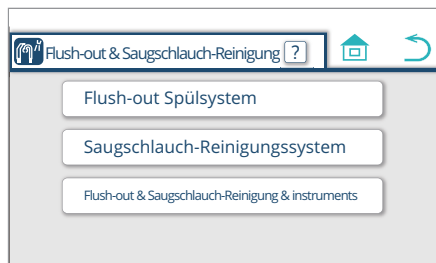 Flush-out & Saugschlauch-Reinigung ?
Flush-out Spülsystem
Saugschlauch-Reinigungssystem
Flush-out & Saugschlauch-Reinigung & instruments